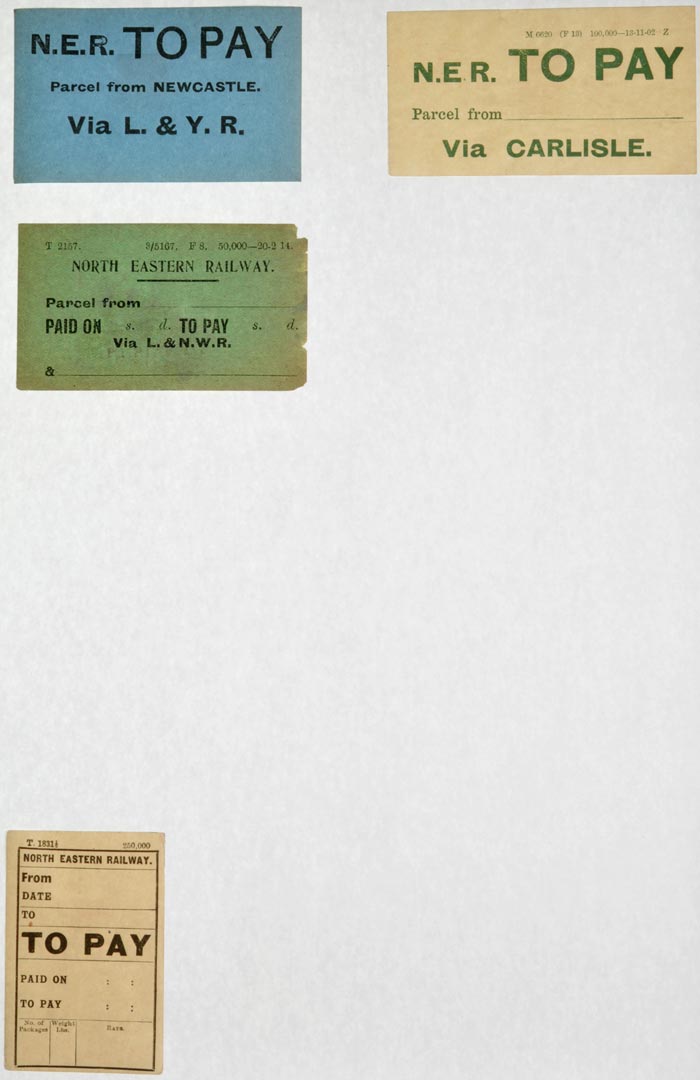 N.E.R. TO PAY
Parcel from NEWCASTLE.
Via L. & Y. R.
M 6620 (F 13) 100,000—13-11-02 Z
N.E.R. TO PAY
Parcel from
Via CARLISLE.
T 2157. 3/5167. F 8. 50,000—20-2 14.
NORTH EASTERN RAILWAY.
Parcel from
PAID ON s. d. TO PAY s. d.
Via L. & N.W.R.
&
T. 1831½ 250,000
NORTH EASTERN RAILWAY.
From
DATE
TO
TO PAY
PAID ON : :
TO PAY : :
No. of Packages Weight Lbs. Rate.